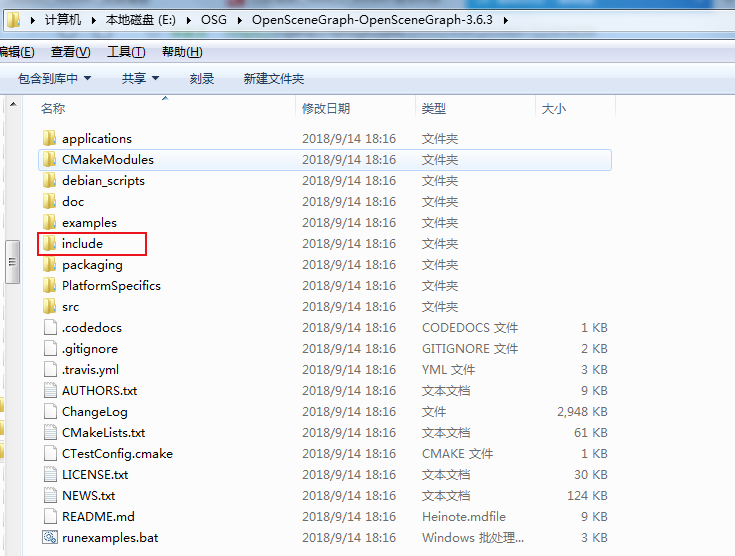 计算机 本地磁盘 (E:) OSG OpenSceneGraph-OpenSceneGraph-3.6.3
编辑(E) 查看(V) 工具(T) 帮助(H)
包含到库中 共享 刻录 新建文件夹
名称 修改日期 类型 大小
applications 2018/9/14 18:16 文件夹
CMakeModules 2018/9/14 18:16 文件夹
debian_scripts 2018/9/14 18:16 文件夹
doc 2018/9/14 18:16 文件夹
examples 2018/9/14 18:16 文件夹
include 2018/9/14 18:16 文件夹
packaging 2018/9/14 18:16 文件夹
PlatformSpecifics 2018/9/14 18:16 文件夹
src 2018/9/14 18:16 文件夹
.codedocs 2018/9/14 18:16 CODEDOCS 文件 1 KB
.gitignore 2018/9/14 18:16 GITIGNORE 文件 2 KB
.travis.yml 2018/9/14 18:16 YML 文件 3 KB
AUTHORS.txt 2018/9/14 18:16 文本文档 9 KB
ChangeLog 2018/9/14 18:16 文件 2,948 KB
CMakeLists.txt 2018/9/14 18:16 文本文档 61 KB
CTestConfig.cmake 2018/9/14 18:16 CMAKE 文件 1 KB
LICENSE.txt 2018/9/14 18:16 文本文档 30 KB
NEWS.txt 2018/9/14 18:16 文本文档 124 KB
README.md 2018/9/14 18:16 Heinote.mdfile 9 KB
runexamples.bat 2018/9/14 18:16 Windows 批处理... 3 KB